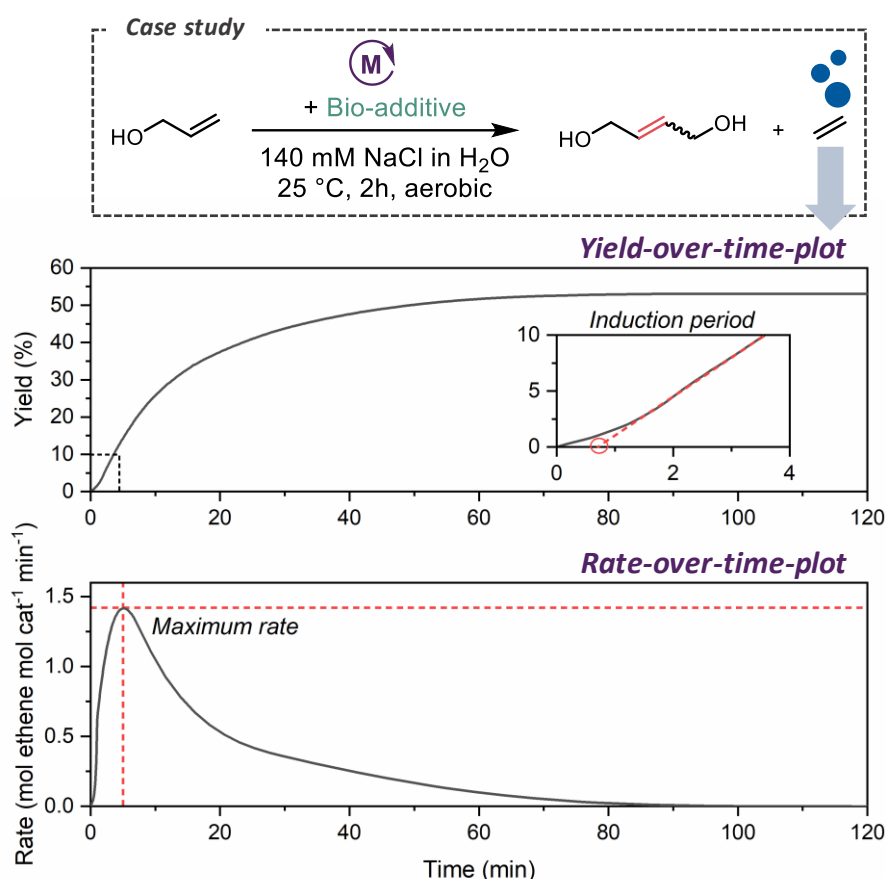 Case study
M
+ Bio-additive
HO
140 mM NaCl in H₂O
25 °C, 2h, aerobic
HO
OH
+
Yield-over-time-plot
Yield (%)
60
50
40
30
20
10
0
Induction period
10
5
0
0 2 4
0 20 40 60 80 100 120
Rate-over-time-plot
Rate (mol ethene mol cat⁻¹ min⁻¹)
1.5
1.0
0.5
0.0
Maximum rate
0 20 40 60 80 100 120
Time (min)